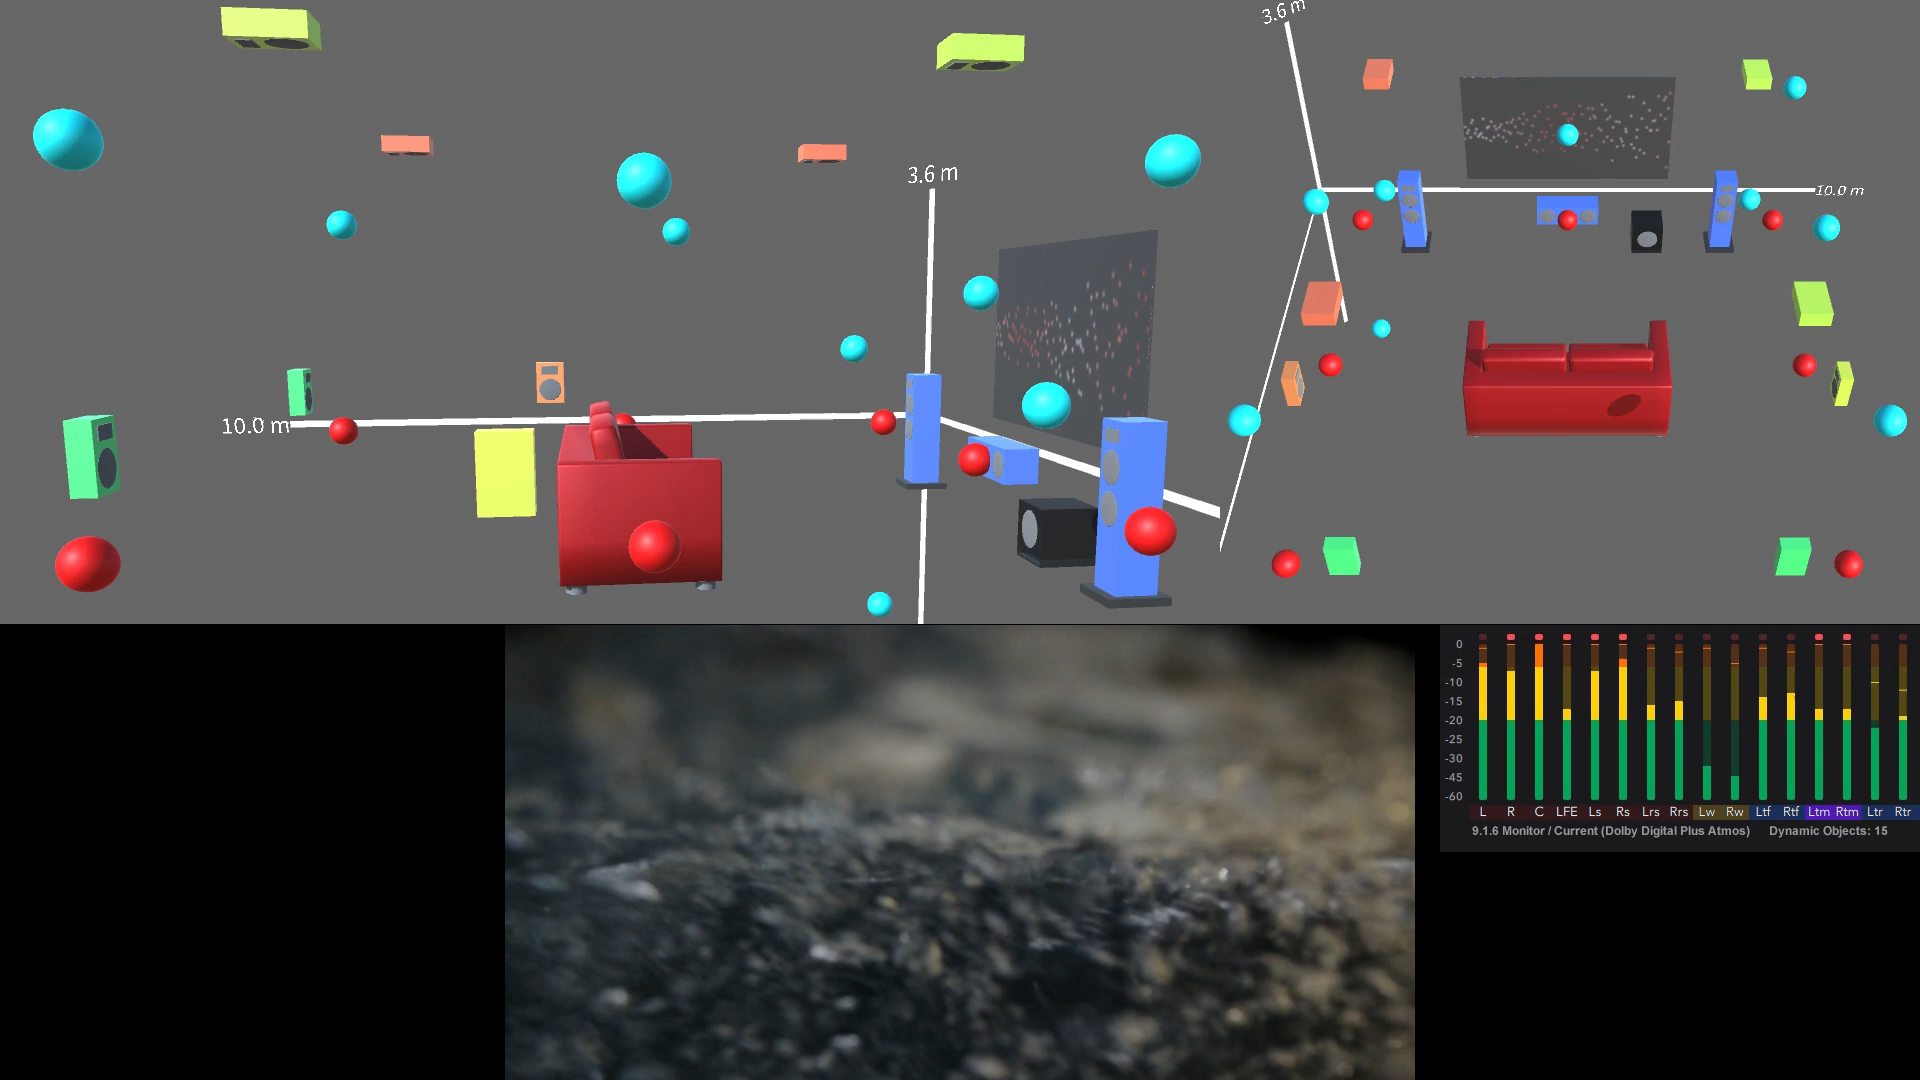 3.6 m
3.6 m
10.0 m
10.0 m
0
-5
-10
-15
-20
-25
-30
-45
-60
L R C LFE Ls Rs Lrs Rrs Lw Rw Ltf Rtf Ltm Rtm Ltr Rtr
9.1.6 Monitor / Current (Dolby Digital Plus Atmos) Dynamic Objects: 15